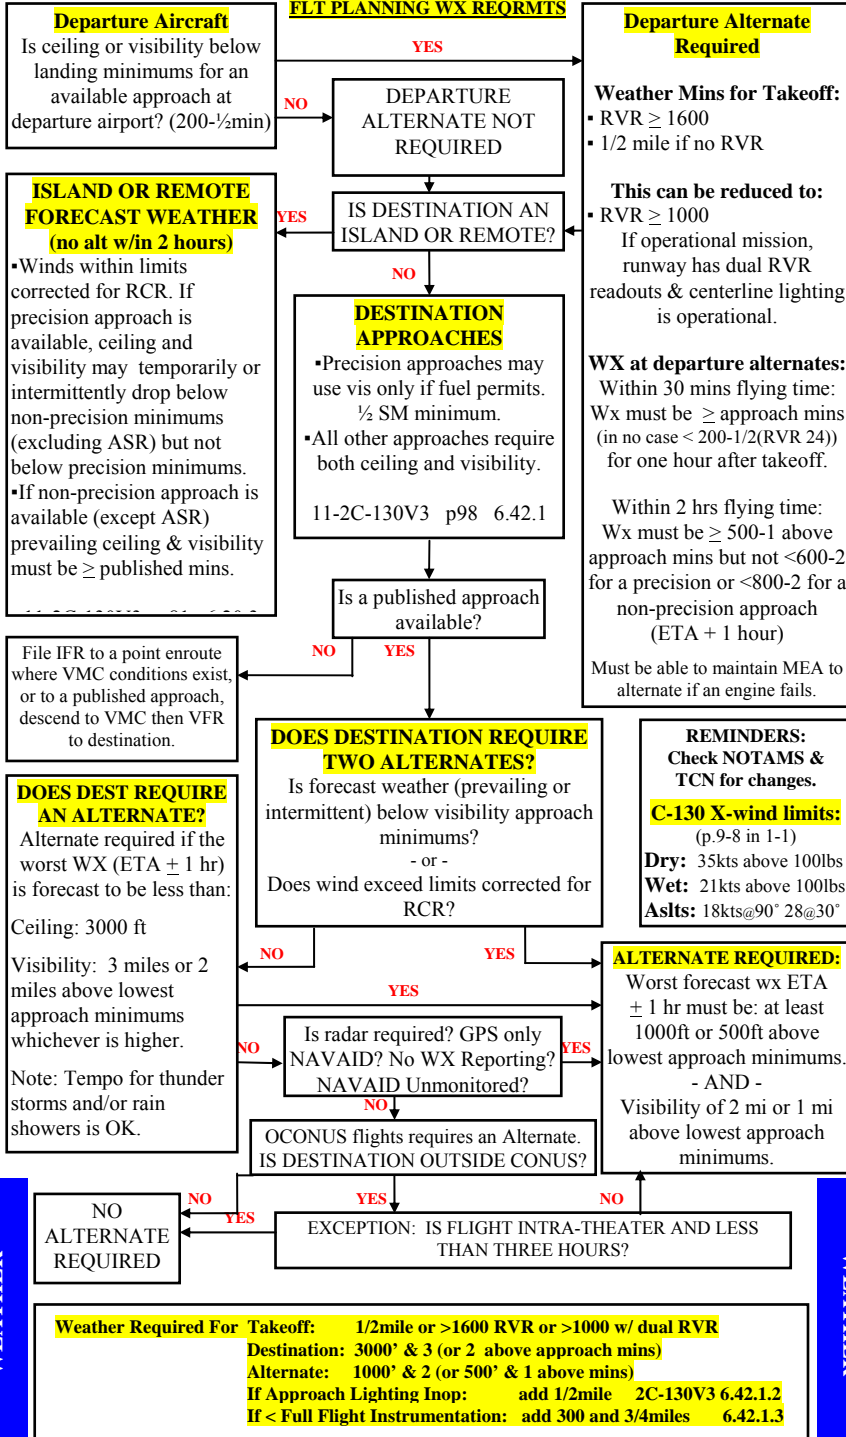 FLT PLANNING WX REQRMTS
Departure Aircraft
Is ceiling or visibility below
landing minimums for an
available approach at
departure airport? (200-½min)
YES
NO
DEPARTURE
ALTERNATE NOT
REQUIRED
Departure Alternate
Required
Weather Mins for Takeoff:
▪ RVR ≥ 1600
▪ 1/2 mile if no RVR
This can be reduced to:
▪ RVR ≥ 1000
If operational mission,
runway has dual RVR
readouts & centerline lighting
is operational.
WX at departure alternates:
Within 30 mins flying time:
Wx must be ≥ approach mins
(in no case < 200-1/2(RVR 24))
for one hour after takeoff.
Within 2 hrs flying time:
Wx must be ≥ 500-1 above
approach mins but not <600-2
for a precision or <800-2 for a
non-precision approach
(ETA + 1 hour)
Must be able to maintain MEA to
alternate if an engine fails.
IS DESTINATION AN
ISLAND OR REMOTE?
YES
NO
ISLAND OR REMOTE
FORECAST WEATHER
(no alt w/in 2 hours)
▪Winds within limits
corrected for RCR. If
precision approach is
available, ceiling and
visibility may temporarily or
intermittently drop below
non-precision minimums
(excluding ASR) but not
below precision minimums.
▪If non-precision approach is
available (except ASR)
prevailing ceiling & visibility
must be ≥ published mins.
DESTINATION
APPROACHES
▪Precision approaches may
use vis only if fuel permits.
½ SM minimum.
▪All other approaches require
both ceiling and visibility.
11-2C-130V3 p98 6.42.1
Is a published approach
available?
NO
YES
File IFR to a point enroute
where VMC conditions exist,
or to a published approach,
descend to VMC then VFR
to destination.
DOES DESTINATION REQUIRE
TWO ALTERNATES?
Is forecast weather (prevailing or
intermittent) below visibility approach
minimums?
- or -
Does wind exceed limits corrected for
RCR?
NO
YES
REMINDERS:
Check NOTAMS &
TCN for changes.
C-130 X-wind limits:
(p.9-8 in 1-1)
Dry: 35kts above 100lbs
Wet: 21kts above 100lbs
Aslts: 18kts@90˚ 28@30˚
DOES DEST REQUIRE
AN ALTERNATE?
Alternate required if the
worst WX (ETA ± 1 hr)
is forecast to be less than:
Ceiling: 3000 ft
Visibility: 3 miles or 2
miles above lowest
approach minimums
whichever is higher.
Note: Tempo for thunder
storms and/or rain
showers is OK.
YES
NO
Is radar required? GPS only
NAVAID? No WX Reporting?
NAVAID Unmonitored?
YES
NO
ALTERNATE REQUIRED:
Worst forecast wx ETA
± 1 hr must be: at least
1000ft or 500ft above
lowest approach minimums.
- AND -
Visibility of 2 mi or 1 mi
above lowest approach
minimums.
OCONUS flights requires an Alternate.
IS DESTINATION OUTSIDE CONUS?
NO
YES
NO
ALTERNATE
REQUIRED
YES
NO
EXCEPTION: IS FLIGHT INTRA-THEATER AND LESS
THAN THREE HOURS?
Weather Required For Takeoff: 1/2mile or >1600 RVR or >1000 w/ dual RVR
Destination: 3000' & 3 (or 2 above approach mins)
Alternate: 1000' & 2 (or 500' & 1 above mins)
If Approach Lighting Inop: add 1/2mile 2C-130V3 6.42.1.2
If < Full Flight Instrumentation: add 300 and 3/4miles 6.42.1.3